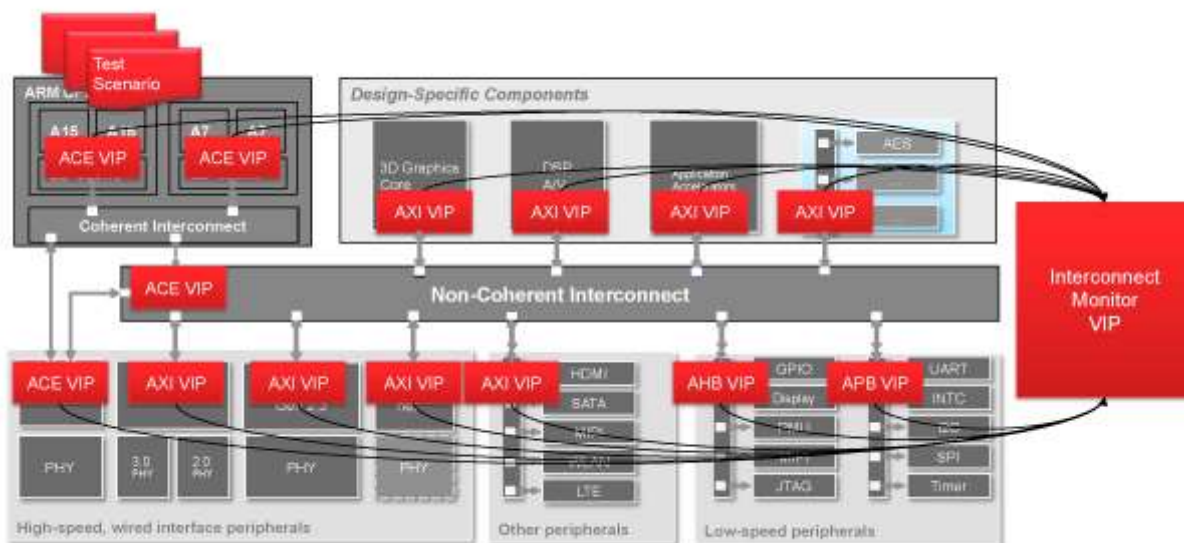 Test
Scenario
ARM
Design-Specific Components
A15
A7
ACE VIP
ACE VIP
3D Graphics
Core
DSP
A/V
Application
Accelerators
AES
AXI VIP
AXI VIP
AXI VIP
AXI VIP
Coherent Interconnect
Interconnect
Monitor
VIP
ACE VIP
Non-Coherent Interconnect
ACE VIP
AXI VIP
AXI VIP
AXI VIP
AXI VIP
HDMI
SATA
WLAN
LTE
AHB VIP
GPIO
Display
JTAG
APB VIP
UART
INTC
SPI
Timer
PHY
3.0
PHY
2.0
PHY
PHY
PHY
High-speed, wired interface peripherals
Other peripherals
Low-speed peripherals